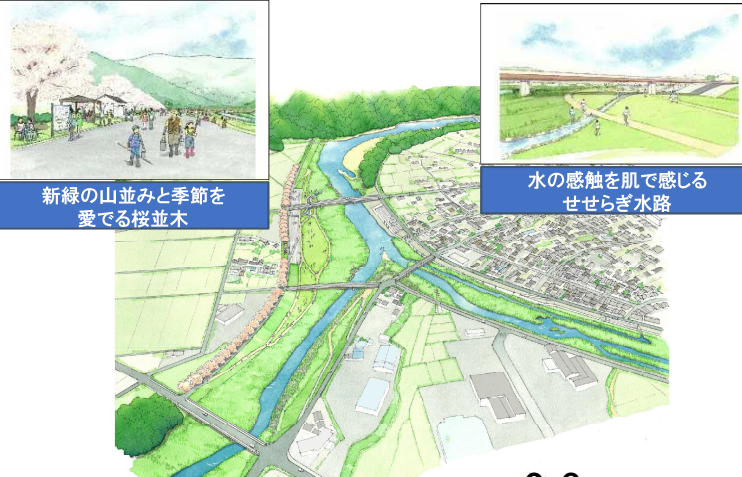 新緑の山並みと季節を
愛でる桜並木
水の感触を肌で感じる
せせらぎ水路